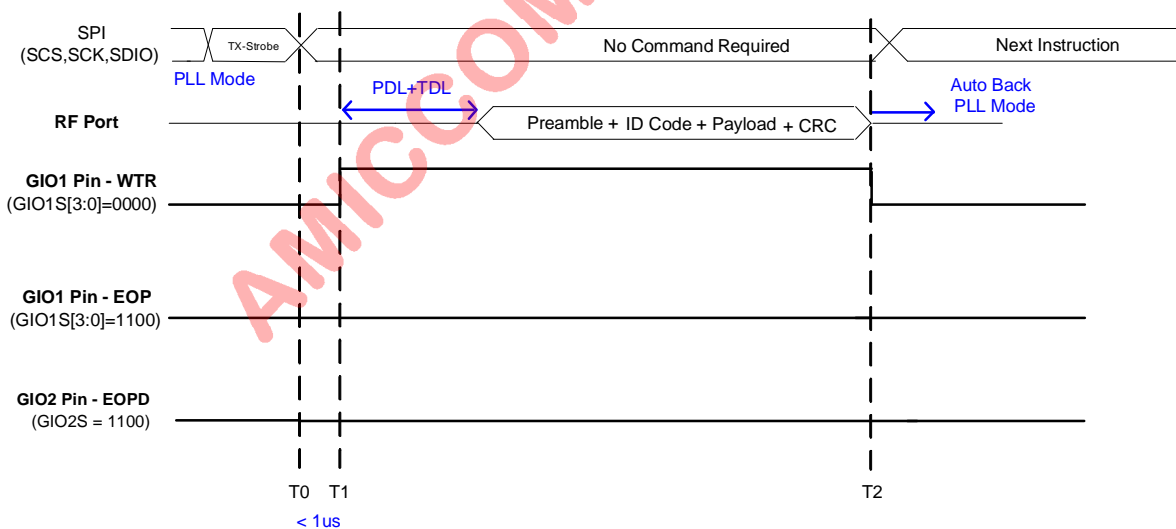 SPI
(SCS,SCK,SDIO)
TX-Strobe
No Command Required
Next Instruction
PLL Mode
PDL+TDL
Auto Back
PLL Mode
RF Port
Preamble + ID Code + Payload + CRC
GIO1 Pin - WTR
(GIO1S[3:0]=0000)
GIO1 Pin - EOP
(GIO1S[3:0]=1100)
GIO2 Pin - EOPD
(GIO2S = 1100)
T0 T1 T2
< 1us
AMICCOM